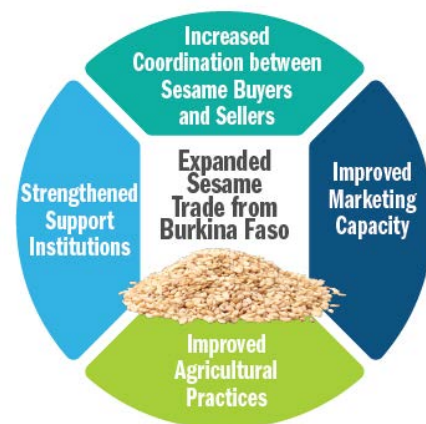 Increased
Coordination between
Sesame Buyers
and Sellers
Strengthened
Support
Institutions
Expanded
Sesame
Trade from
Burkina Faso
Improved
Marketing
Capacity
Improved
Agricultural
Practices